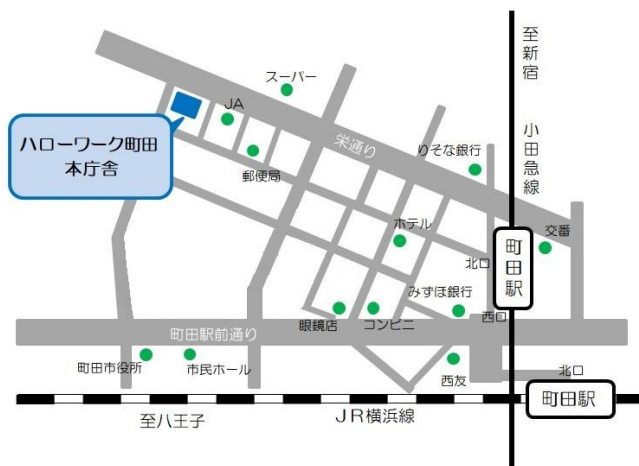 至新宿
小田急線
スーパー
JA
ハローワーク町田
本庁舎
郵便局
栄通り
りそな銀行
ホテル
北口
町田駅
交番
みずほ銀行
西口
眼鏡店
コンビニ
町田駅前通り
町田市役所
市民ホール
西友
北口
町田駅
至八王子
JR横浜線